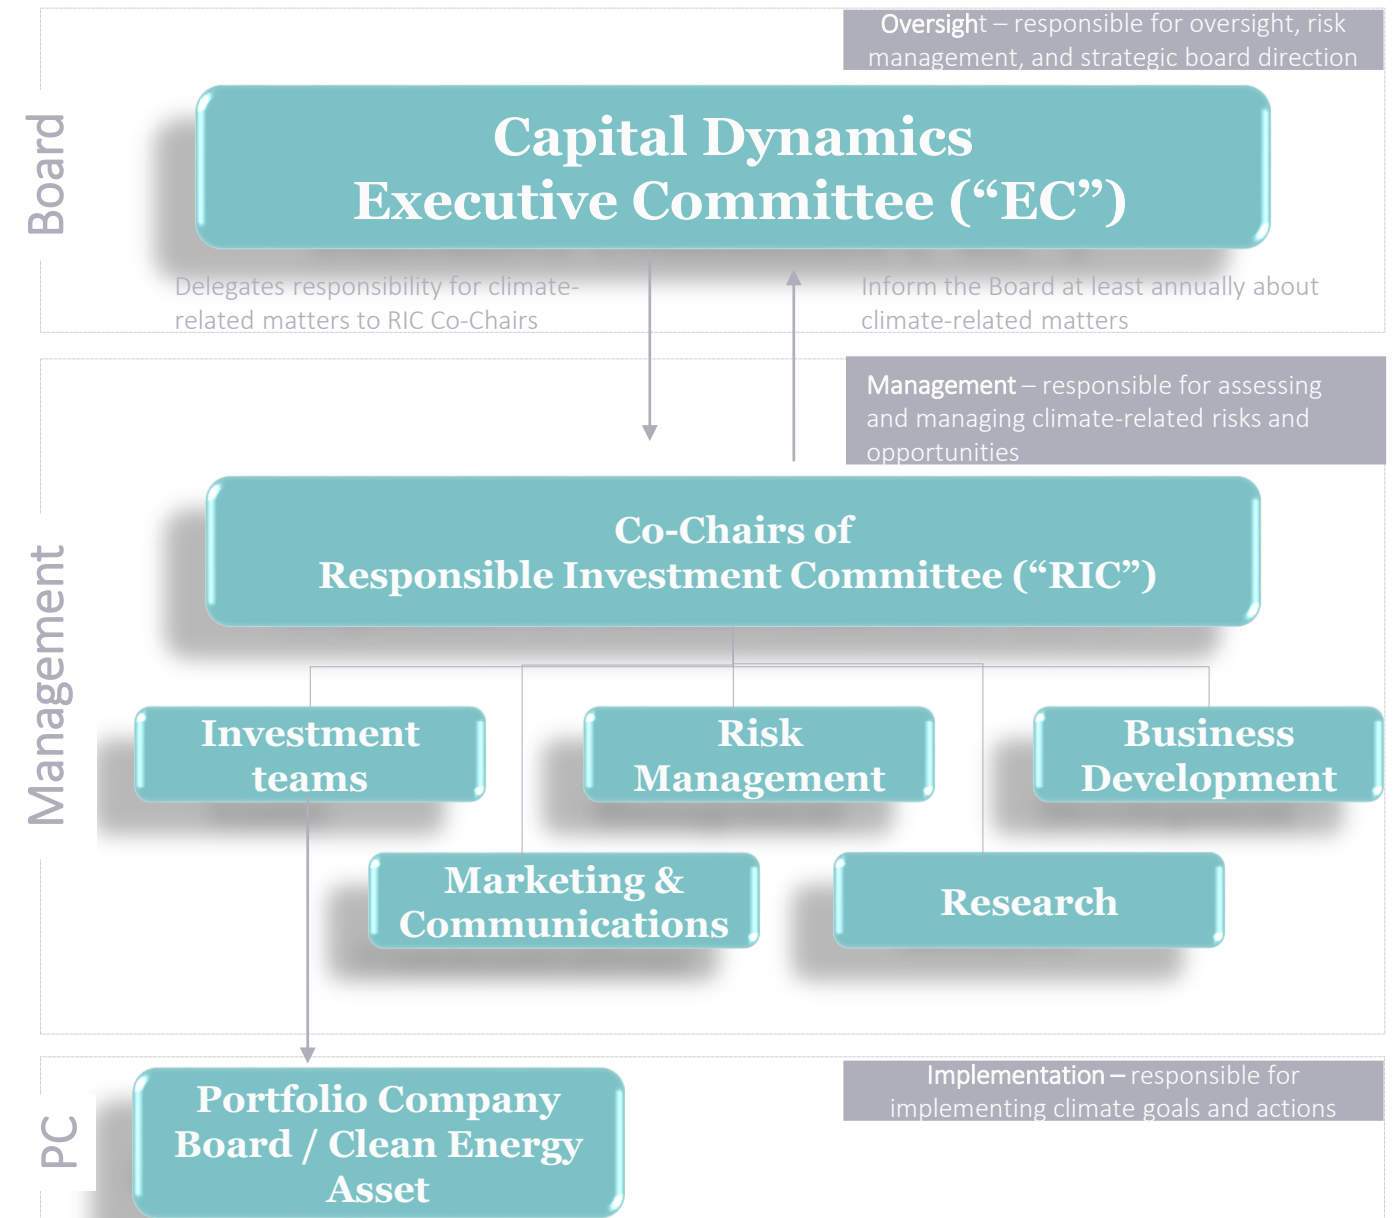 Oversight – responsible for oversight, risk
management, and strategic board direction
Board
Capital Dynamics
Executive Committee (“EC”)
Delegates responsibility for climate-
related matters to RIC Co-Chairs
Inform the Board at least annually about
climate-related matters
Management – responsible for assessing
and managing climate-related risks and
opportunities
Management
Co-Chairs of
Responsible Investment Committee (“RIC”)
Investment
teams
Risk
Management
Business
Development
Marketing &
Communications
Research
Implementation – responsible for
implementing climate goals and actions
PC
Portfolio Company
Board / Clean Energy
Asset